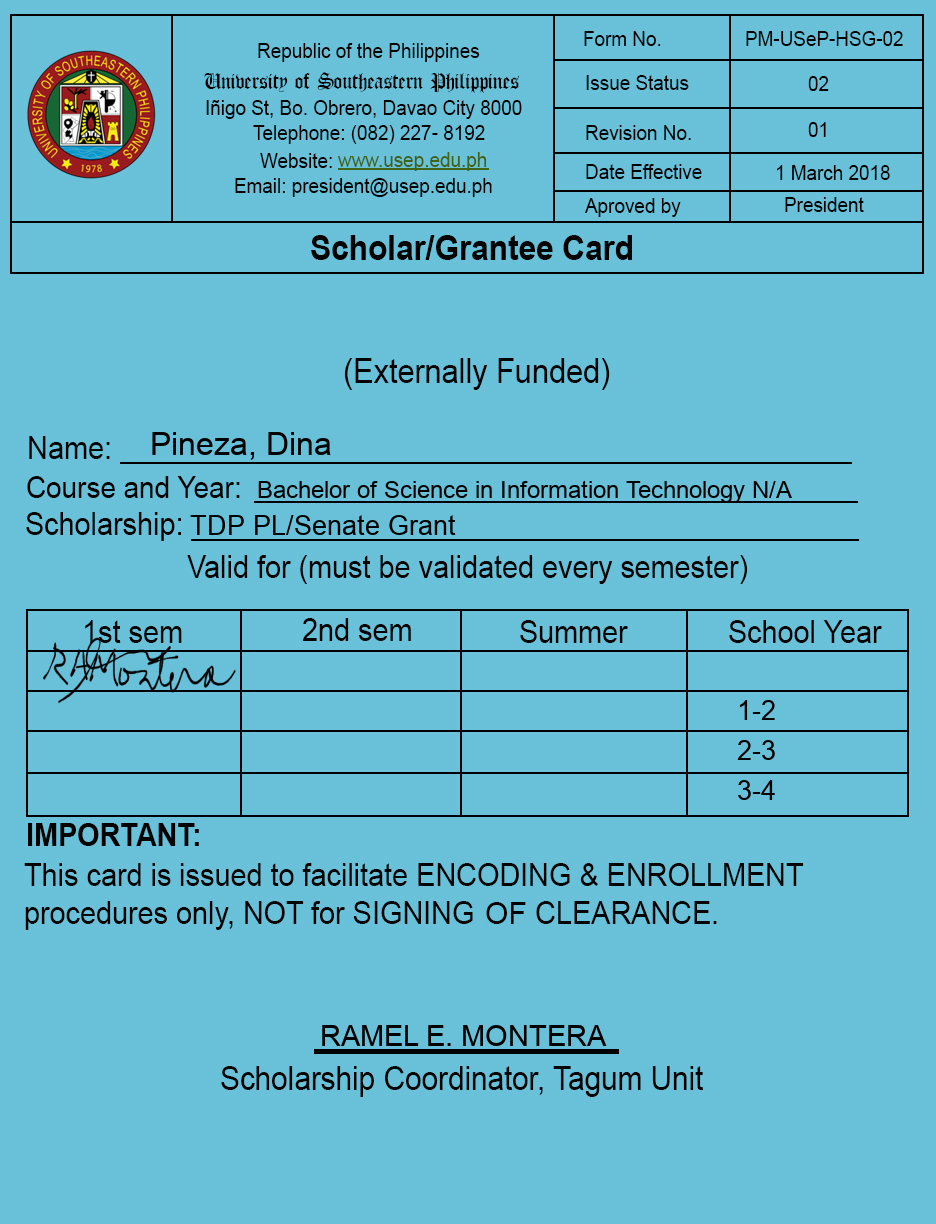 UNIVERSITY OF SOUTHEASTERN PHILIPPINES
1978
Republic of the Philippines
University of Southeastern Philippines
Iñigo St, Bo. Obrero, Davao City 8000
Telephone: (082) 227- 8192
Website: www.usep.edu.ph
Email: president@usep.edu.ph
Form No. PM-USeP-HSG-02
Issue Status 02
Revision No. 01
Date Effective 1 March 2018
Aproved by President
Scholar/Grantee Card
(Externally Funded)
Name: Pineza, Dina
Course and Year: Bachelor of Science in Information Technology N/A
Scholarship: TDP PL/Senate Grant
Valid for (must be validated every semester)
1st sem 2nd sem Summer School Year
REMontera
1-2
2-3
3-4
IMPORTANT:
This card is issued to facilitate ENCODING & ENROLLMENT
procedures only, NOT for SIGNING OF CLEARANCE.
RAMEL E. MONTERA
Scholarship Coordinator, Tagum Unit